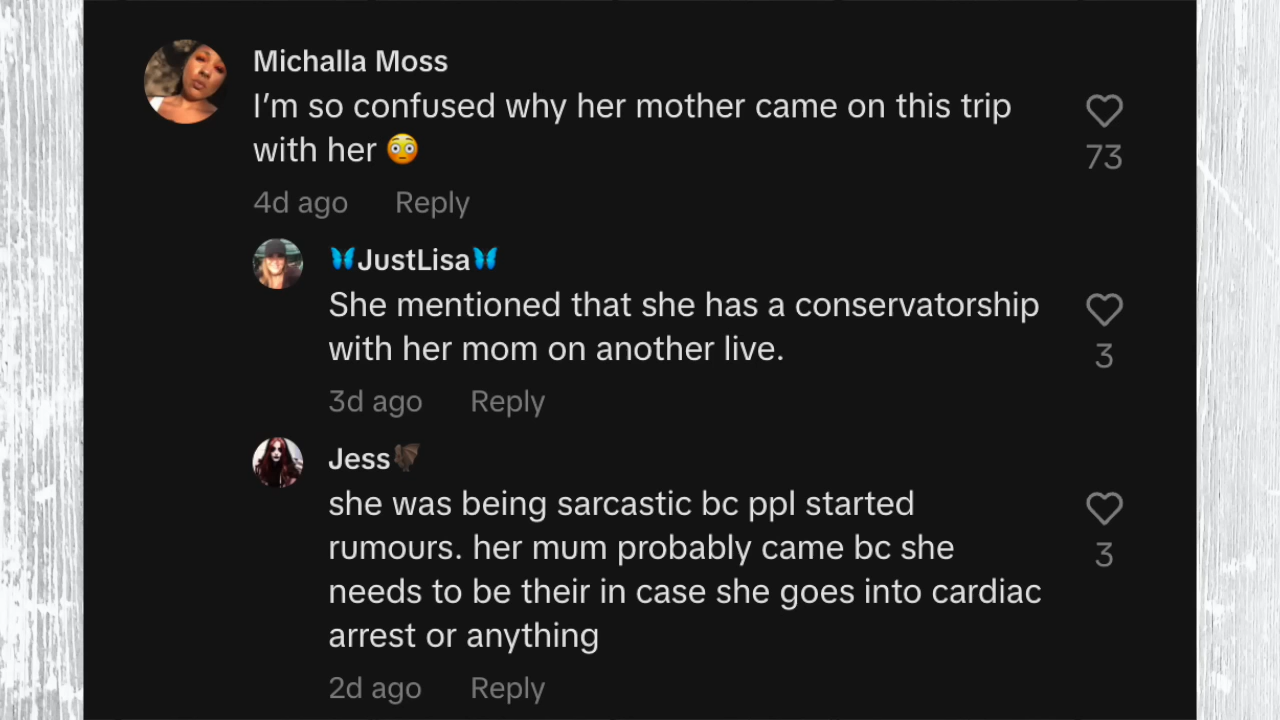 Michalla Moss
I’m so confused why her mother came on this trip
with her 😳
73
4d ago Reply
🦋JustLisa🦋
She mentioned that she has a conservatorship
with her mom on another live.
3
3d ago Reply
Jess🦇
she was being sarcastic bc ppl started
rumours. her mum probably came bc she
needs to be their in case she goes into cardiac
arrest or anything
3
2d ago Reply